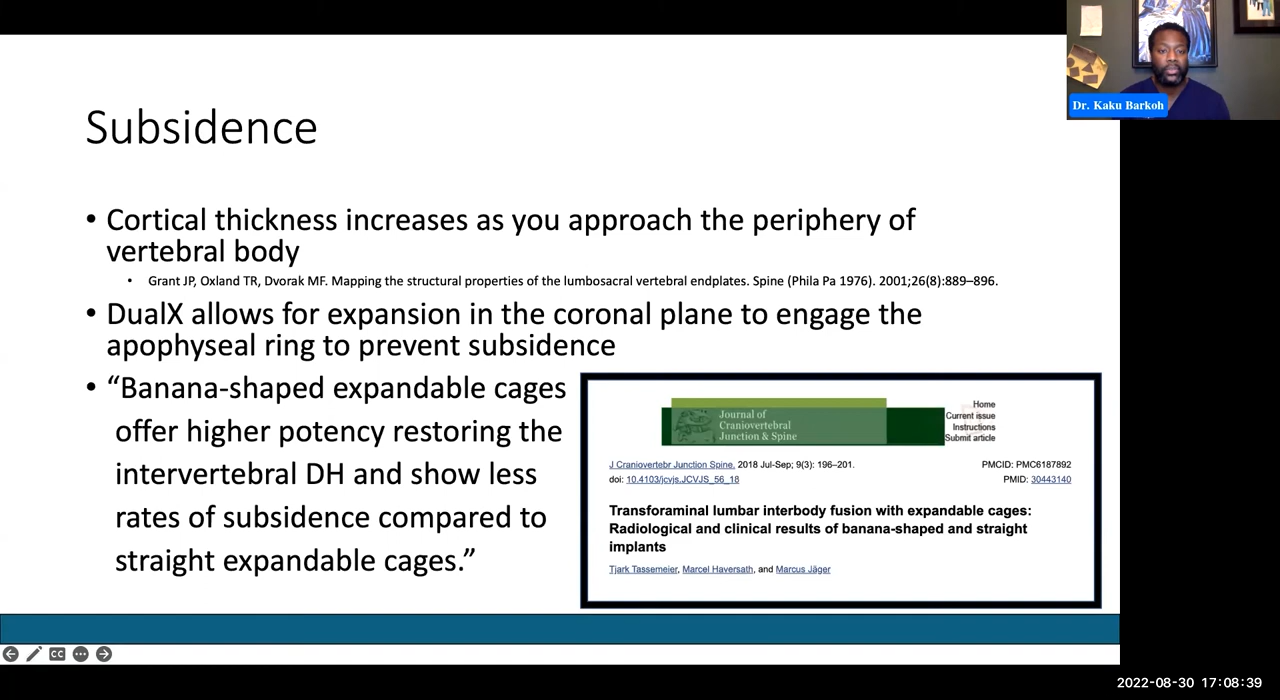 Dr. Kaku Barkoh
Subsidence
• Cortical thickness increases as you approach the periphery of
vertebral body
• Grant JP, Oxland TR, Dvorak MF. Mapping the structural properties of the lumbosacral vertebral endplates. Spine (Phila Pa 1976). 2001;26(8):889–896.
• DualX allows for expansion in the coronal plane to engage the
apophyseal ring to prevent subsidence
• “Banana-shaped expandable cages
offer higher potency restoring the
intervertebral DH and show less
rates of subsidence compared to
straight expandable cages.”
Journal of
Craniovertebral
Junction & Spine
Home
Current issue
Instructions
Submit article
J Craniovertebr Junction Spine. 2018 Jul-Sep; 9(3): 196–201.
PMCID: PMC6187892
doi: 10.4103/jcvjs.JCVJS_56_18
PMID: 30443140
Transforaminal lumbar interbody fusion with expandable cages:
Radiological and clinical results of banana-shaped and straight
implants
Tjark Tassemeier, Marcel Haversath, and Marcus Jäger
CC
2022-08-30 17:08:39